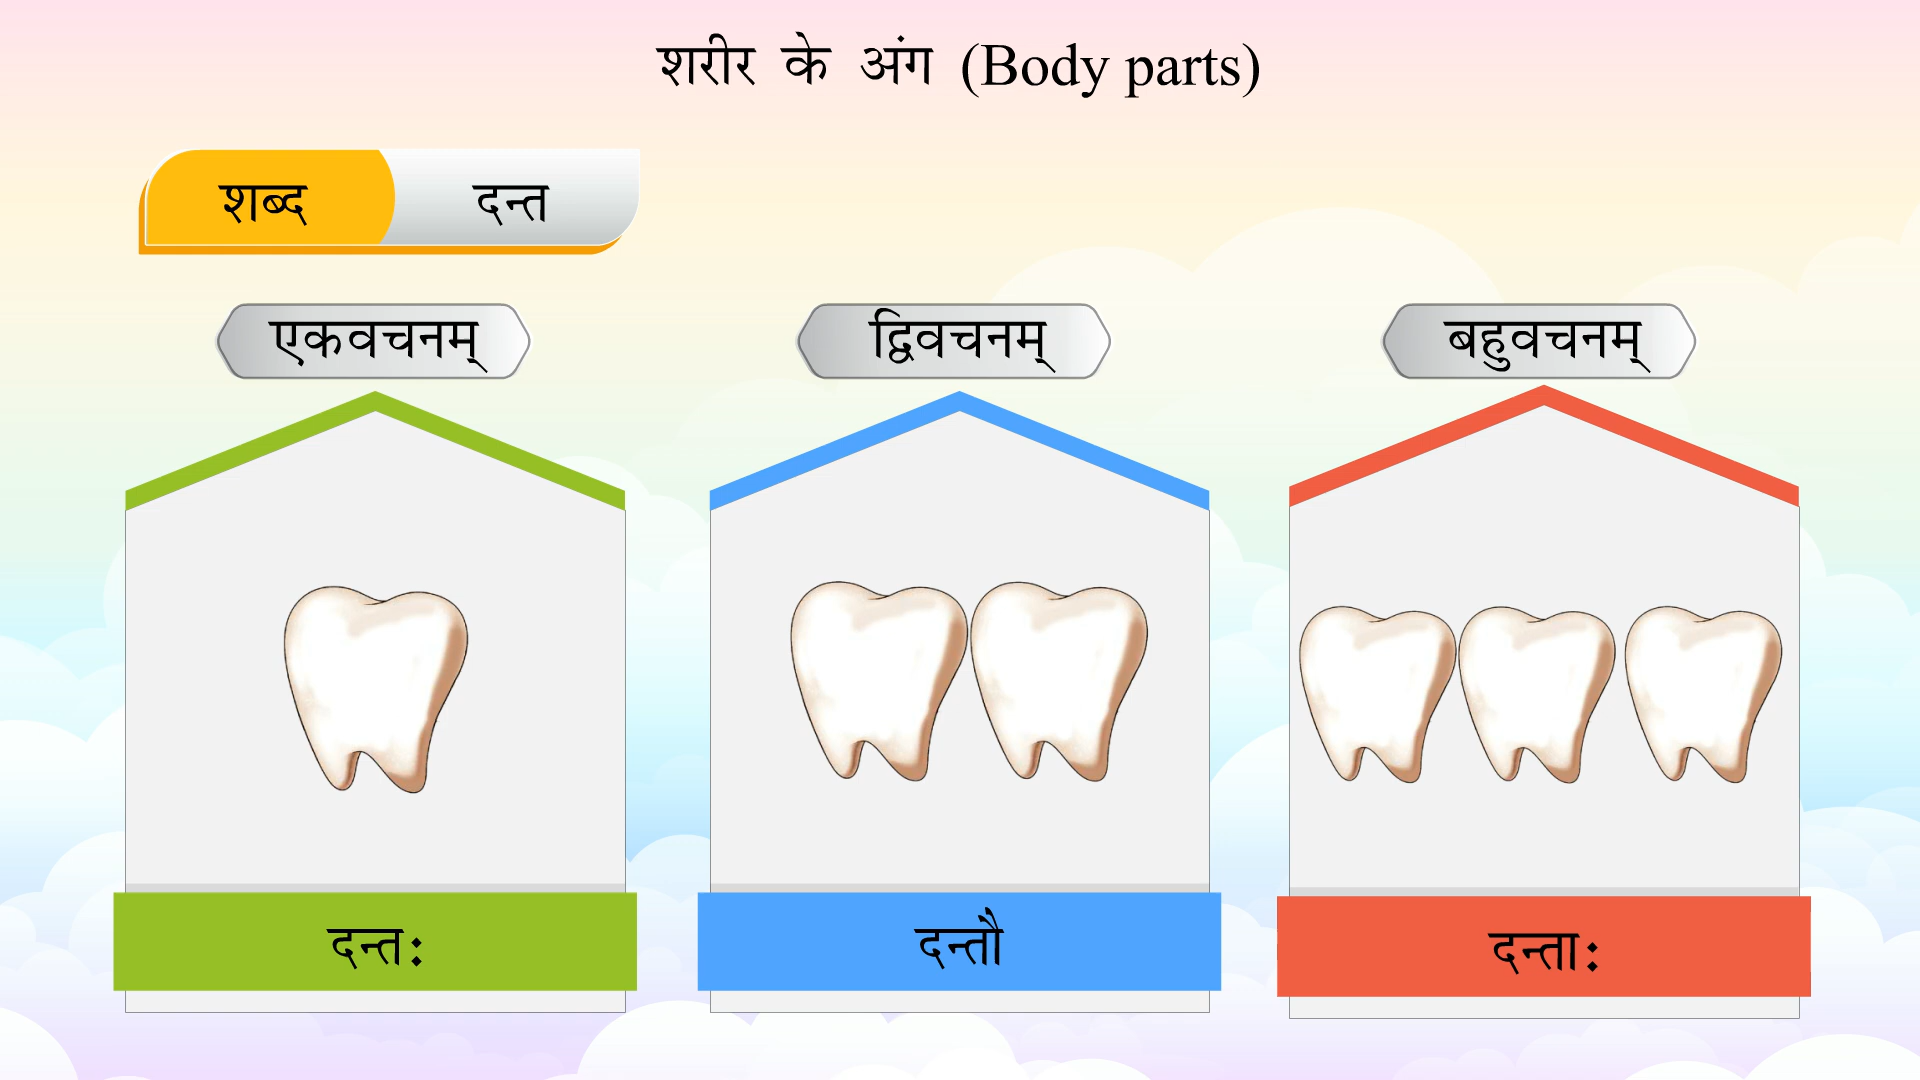 शरीर के अंग (Body parts)
शब्द दन्त
एकवचनम् द्विवचनम् बहुवचनम्
दन्तः दन्तौ दन्ताः